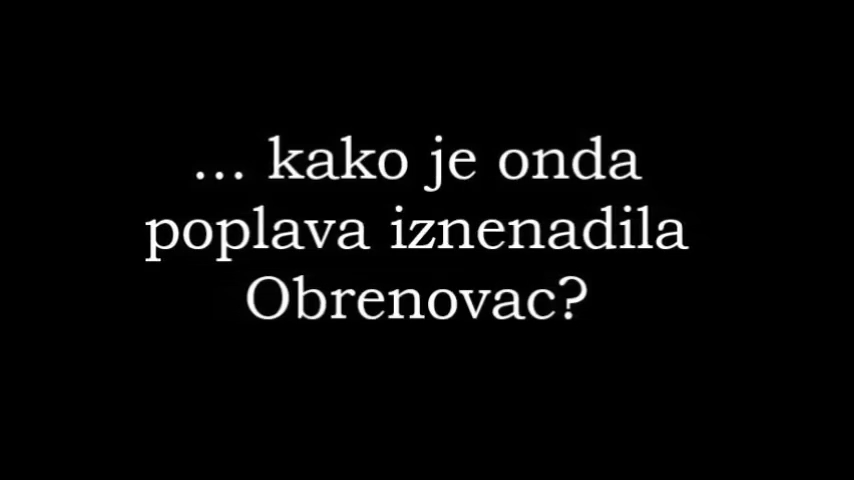 ... kako je onda
poplava iznenadila
Obrenovac?